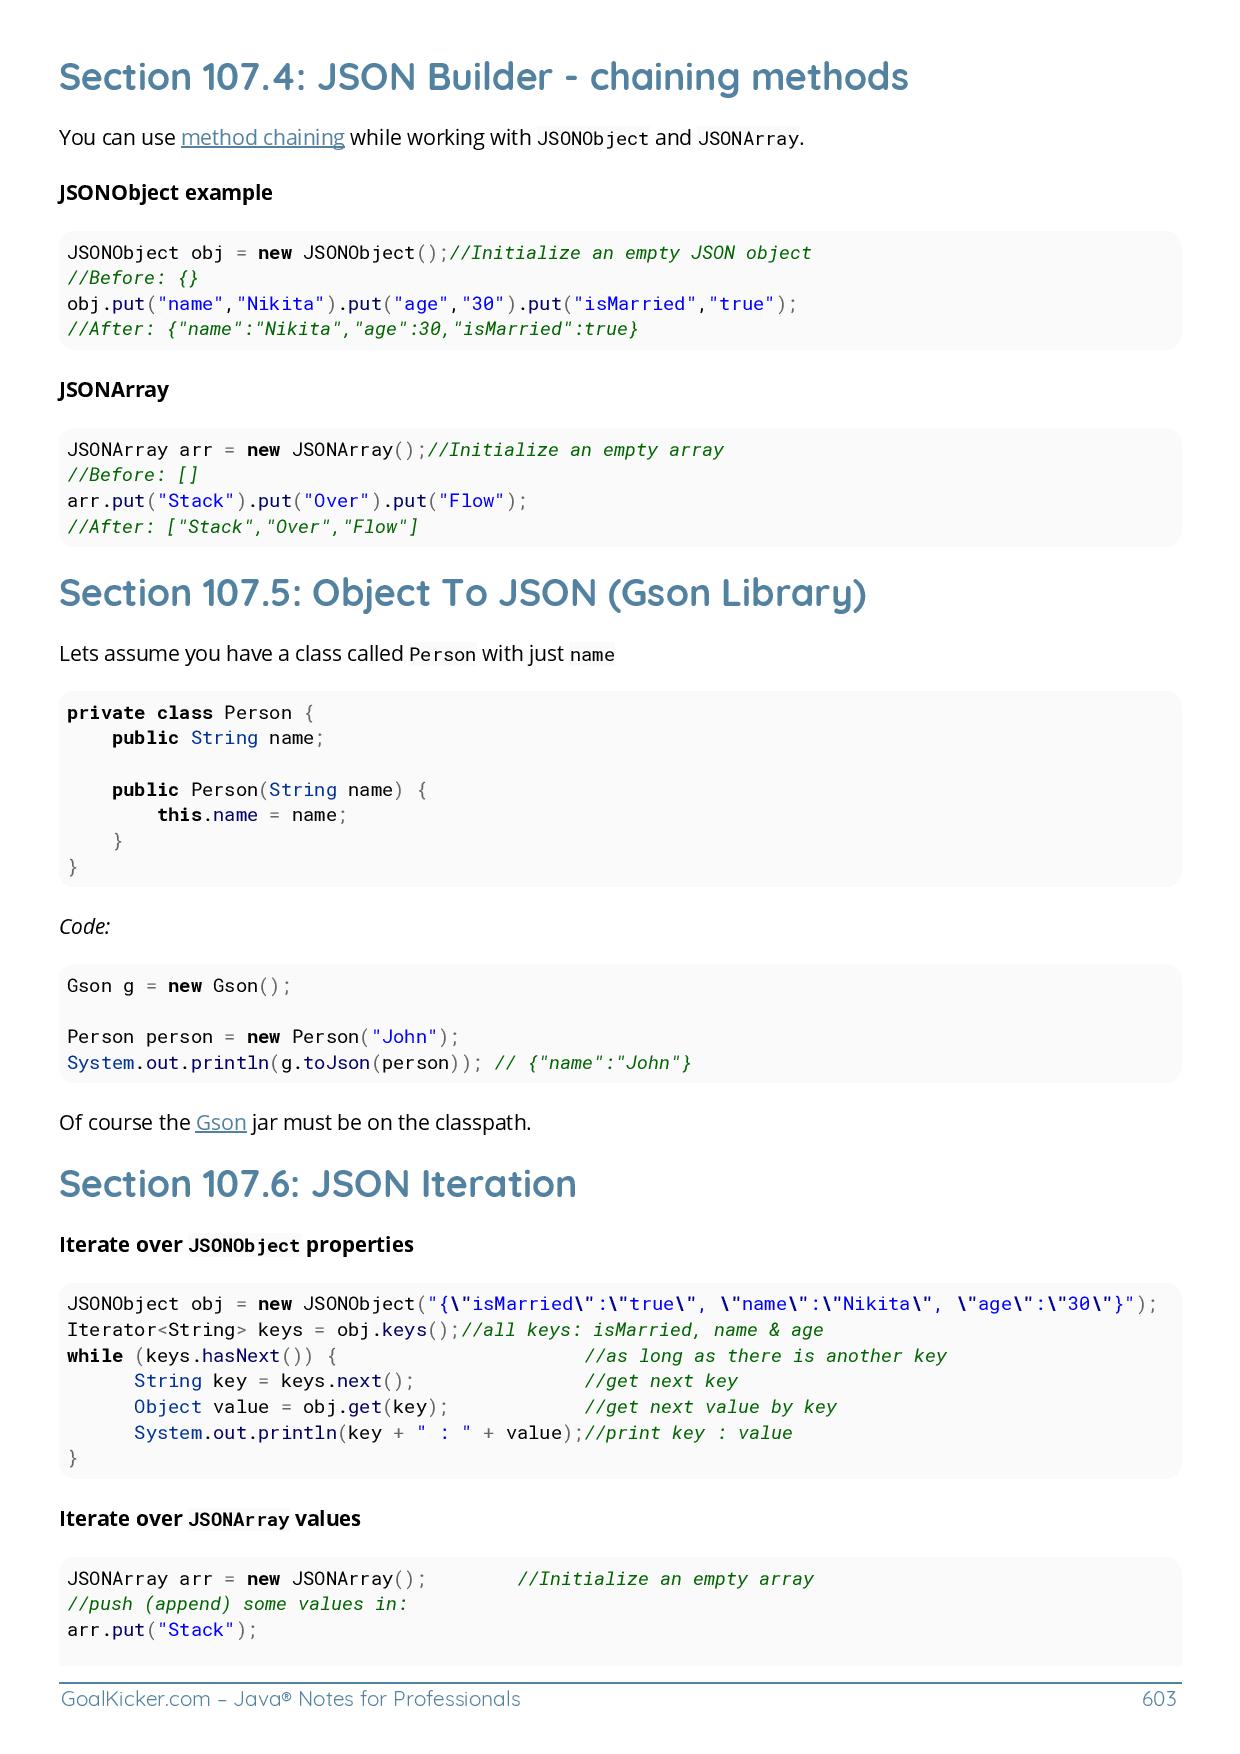 Section 107.4: JSON Builder - chaining methods
You can use method chaining while working with JSONObject and JSONArray.
JSONObject example
JSONObject obj = new JSONObject();//Initialize an empty JSON object
//Before: {}
obj.put("name","Nikita").put("age","30").put("isMarried","true");
//After: {"name":"Nikita","age":30,"isMarried":true}
JSONArray
JSONArray arr = new JSONArray();//Initialize an empty array
//Before: []
arr.put("Stack").put("Over").put("Flow");
//After: ["Stack","Over","Flow"]
Section 107.5: Object To JSON (Gson Library)
Lets assume you have a class called Person with just name
private class Person {
    public String name;
    public Person(String name) {
        this.name = name;
    }
}
Code:
Gson g = new Gson();
Person person = new Person("John");
System.out.println(g.toJson(person)); // {"name":"John"}
Of course the Gson jar must be on the classpath.
Section 107.6: JSON Iteration
Iterate over JSONObject properties
JSONObject obj = new JSONObject("{\"isMarried\":\"true\", \"name\":\"Nikita\", \"age\":\"30\"}");
Iterator<String> keys = obj.keys();//all keys: isMarried, name & age
while (keys.hasNext()) {                      //as long as there is another key
      String key = keys.next();               //get next key
      Object value = obj.get(key);            //get next value by key
      System.out.println(key + " : " + value);//print key : value
}
Iterate over JSONArray values
JSONArray arr = new JSONArray();        //Initialize an empty array
//push (append) some values in:
arr.put("Stack");
GoalKicker.com – Java® Notes for Professionals 603